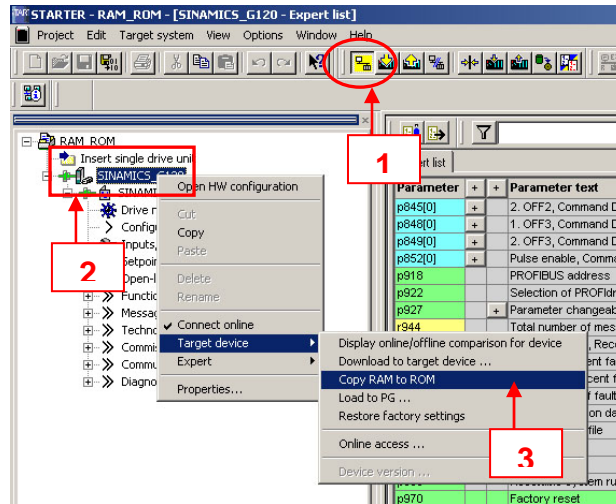 STARTER - RAM_ROM - [SINAMICS_G120 - Expert list]
Project Edit Target system View Options Window Help
1
RAM_ROM
Insert single drive unit
SINAMICS_G120
2
Open HW configuration
Cut
Copy
Paste
Delete
Rename
Connect online
Target device
Expert
Properties...
Display online/offline comparison for device
Download to target device ...
Copy RAM to ROM
Load to PG ...
Restore factory settings
Online access ...
Device version ...
3
Parameter + + Parameter text
p845[0] + 2. OFF2, Command
p848[0] + 1. OFF3, Command
p849[0] + 2. OFF3, Command
p852[0] + Pulse enable,
p918 PROFIBUS address
p922 Selection of
p927 + Parameter
r944 Total number of
p970 Factory reset